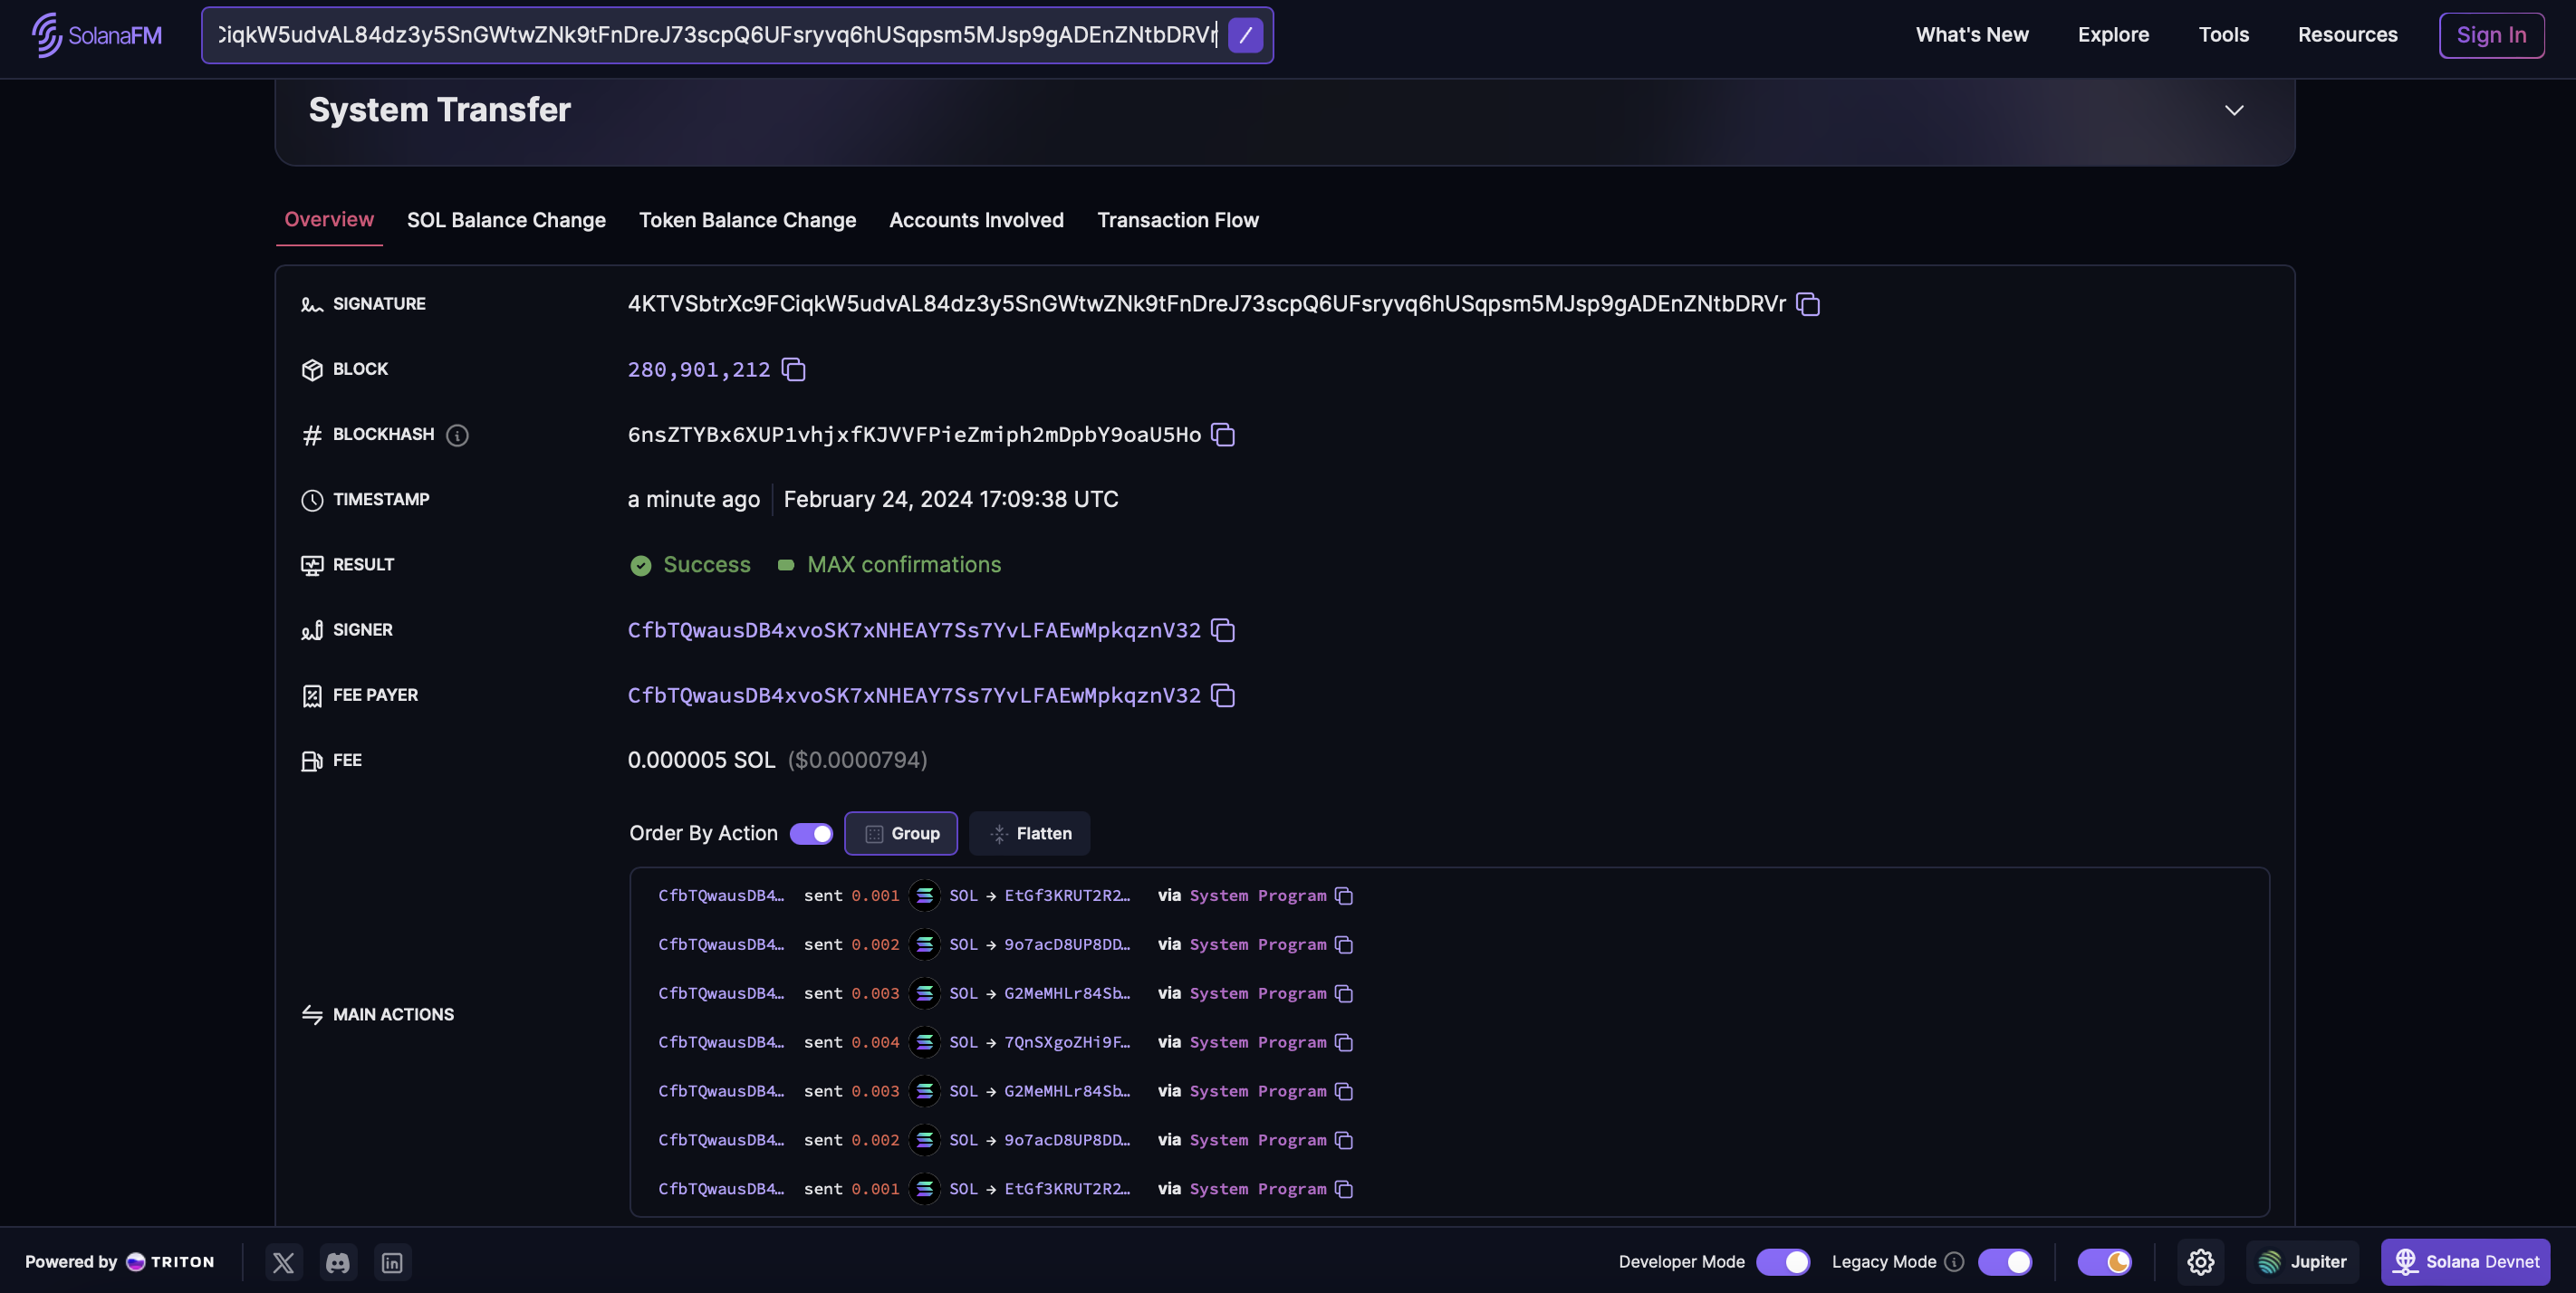 SolanaFM
CiqkW5udvAL84dz3y5SnGWtwZNk9tFnDreJ73scpQ6UFsryvq6hUSqpsm5MJsp9gADEnZNtbDRVr /
What's New Explore Tools Resources Sign In
System Transfer
Overview SOL Balance Change Token Balance Change Accounts Involved Transaction Flow
SIGNATURE 4KTVSbtrXc9FCiqkW5udvAL84dz3y5SnGWtwZNk9tFnDreJ73scpQ6UFsryvq6hUSqpsm5MJsp9gADEnZNtbDRVr
BLOCK 280,901,212
BLOCKHASH 6nsZTYBx6XUP1vhjxfKJVVFPieZmiph2mDpbY9oaU5Ho
TIMESTAMP a minute ago February 24, 2024 17:09:38 UTC
RESULT Success MAX confirmations
SIGNER CfbTQwausDB4xvoSK7xNHEAY7Ss7YvLFAEwMpkqznV32
FEE PAYER CfbTQwausDB4xvoSK7xNHEAY7Ss7YvLFAEwMpkqznV32
FEE 0.000005 SOL ($0.0000794)
Order By Action Group Flatten
MAIN ACTIONS
CfbTQwausDB4… sent 0.001 SOL → EtGf3KRUT2R2… via System Program
CfbTQwausDB4… sent 0.002 SOL → 9o7acD8UP8DD… via System Program
CfbTQwausDB4… sent 0.003 SOL → G2MeMHLr84Sb… via System Program
CfbTQwausDB4… sent 0.004 SOL → 7QnSXgoZHi9F… via System Program
CfbTQwausDB4… sent 0.003 SOL → G2MeMHLr84Sb… via System Program
CfbTQwausDB4… sent 0.002 SOL → 9o7acD8UP8DD… via System Program
CfbTQwausDB4… sent 0.001 SOL → EtGf3KRUT2R2… via System Program
Powered by TRITON Developer Mode Legacy Mode Jupiter Solana Devnet